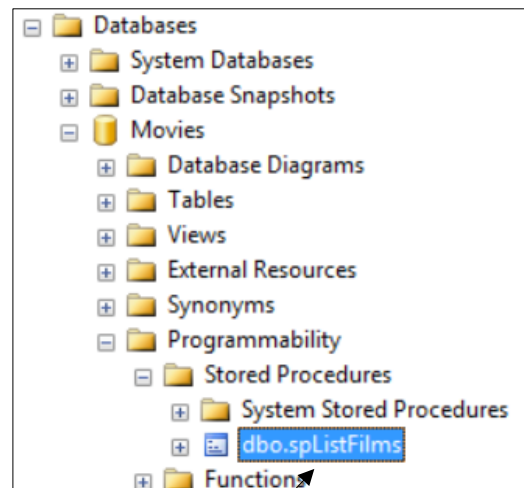 Databases
System Databases
Database Snapshots
Movies
Database Diagrams
Tables
Views
External Resources
Synonyms
Programmability
Stored Procedures
System Stored Procedures
dbo.spListFilms
Functions